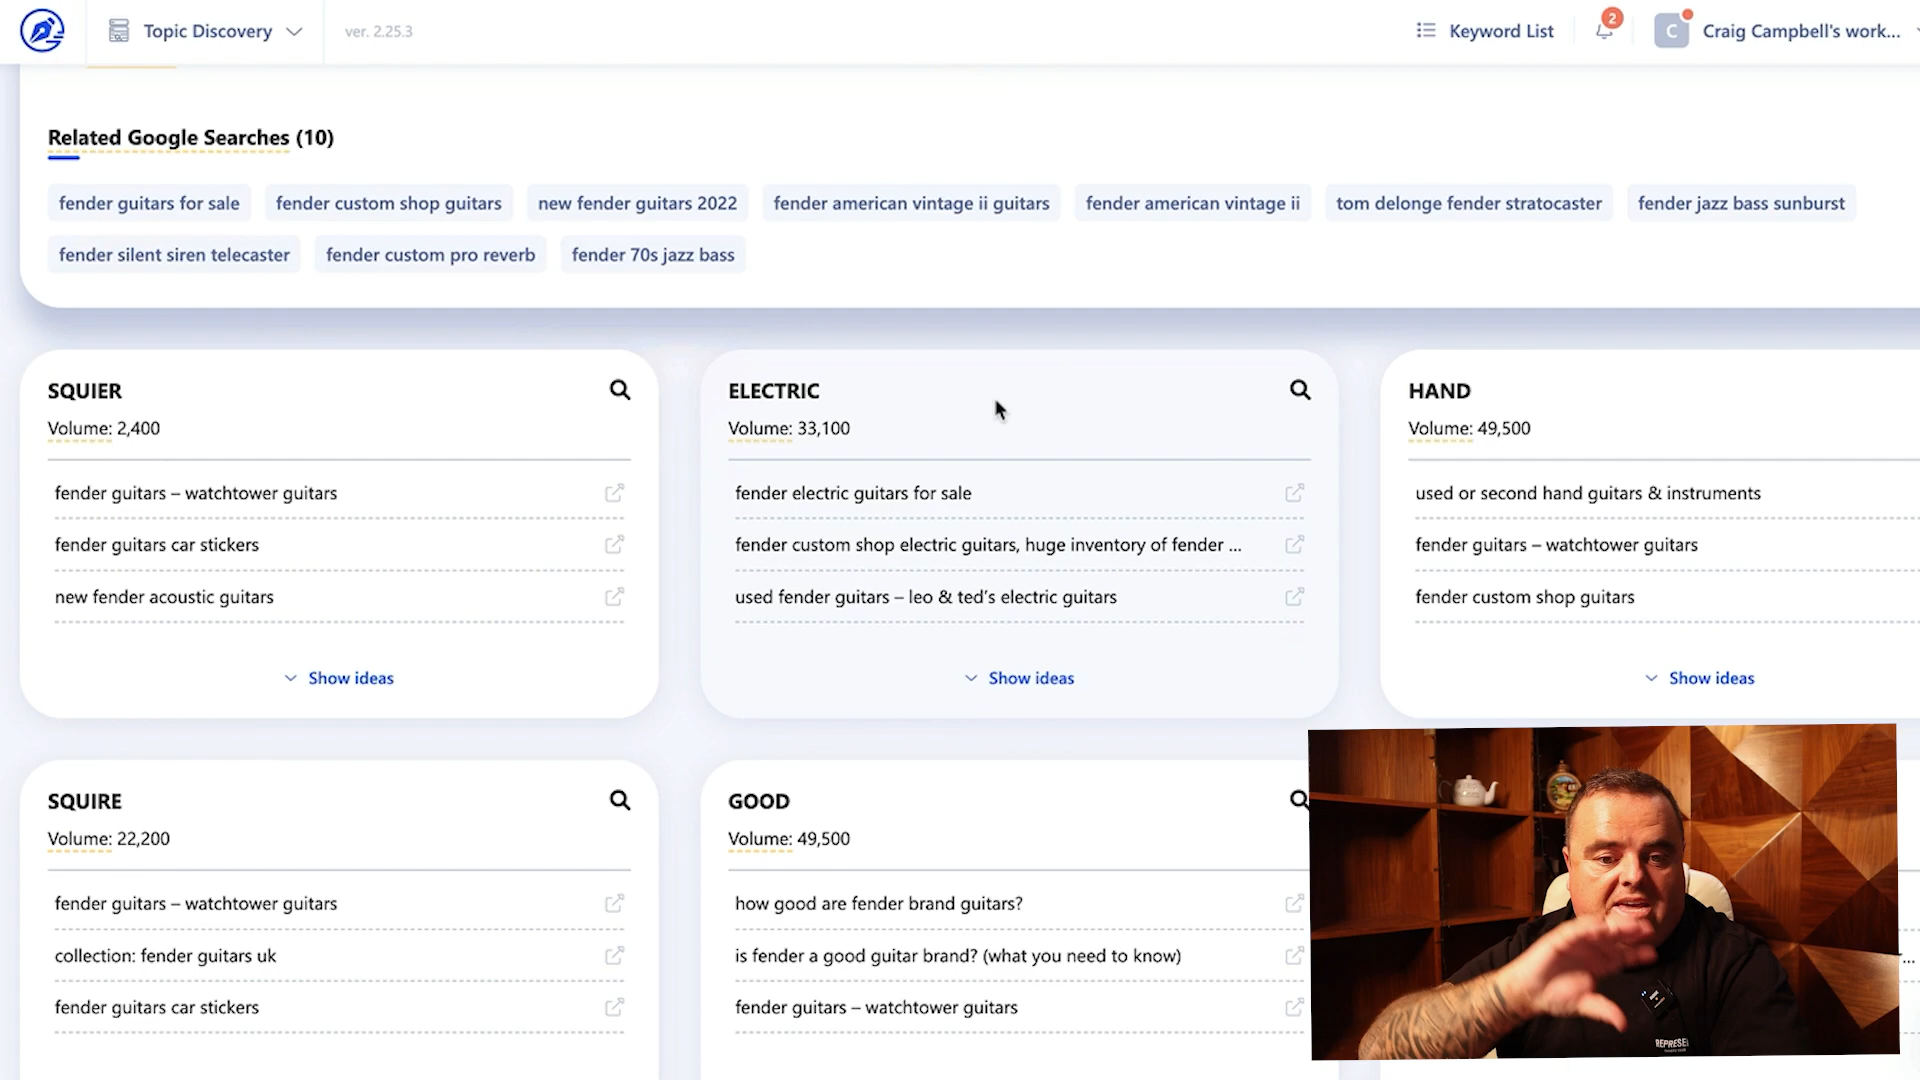 Topic Discovery
ver. 2.25.3
Keyword List
2
C
Craig Campbell's work...
Related Google Searches (10)
fender guitars for sale
fender custom shop guitars
new fender guitars 2022
fender american vintage ii guitars
fender american vintage ii
tom delonge fender stratocaster
fender jazz bass sunburst
fender silent siren telecaster
fender custom pro reverb
fender 70s jazz bass
SQUIER
Volume: 2,400
fender guitars – watchtower guitars
fender guitars car stickers
new fender acoustic guitars
Show ideas
ELECTRIC
Volume: 33,100
fender electric guitars for sale
fender custom shop electric guitars, huge inventory of fender ...
used fender guitars – leo & ted's electric guitars
Show ideas
HAND
Volume: 49,500
used or second hand guitars & instruments
fender guitars – watchtower guitars
fender custom shop guitars
Show ideas
SQUIRE
Volume: 22,200
fender guitars – watchtower guitars
collection: fender guitars uk
fender guitars car stickers
GOOD
Volume: 49,500
how good are fender brand guitars?
is fender a good guitar brand? (what you need to know)
fender guitars – watchtower guitars
...
REPRESE